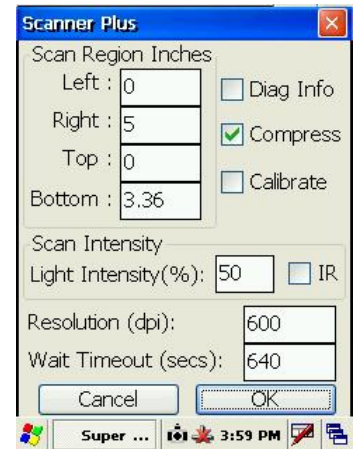 Scanner Plus
Scan Region Inches
Left : 0
Diag Info
Right : 5
Compress
Top : 0
Calibrate
Bottom : 3.36
Scan Intensity
Light Intensity(%): 50 IR
Resolution (dpi): 600
Wait Timeout (secs): 640
Cancel OK
Super ... 3:59 PM